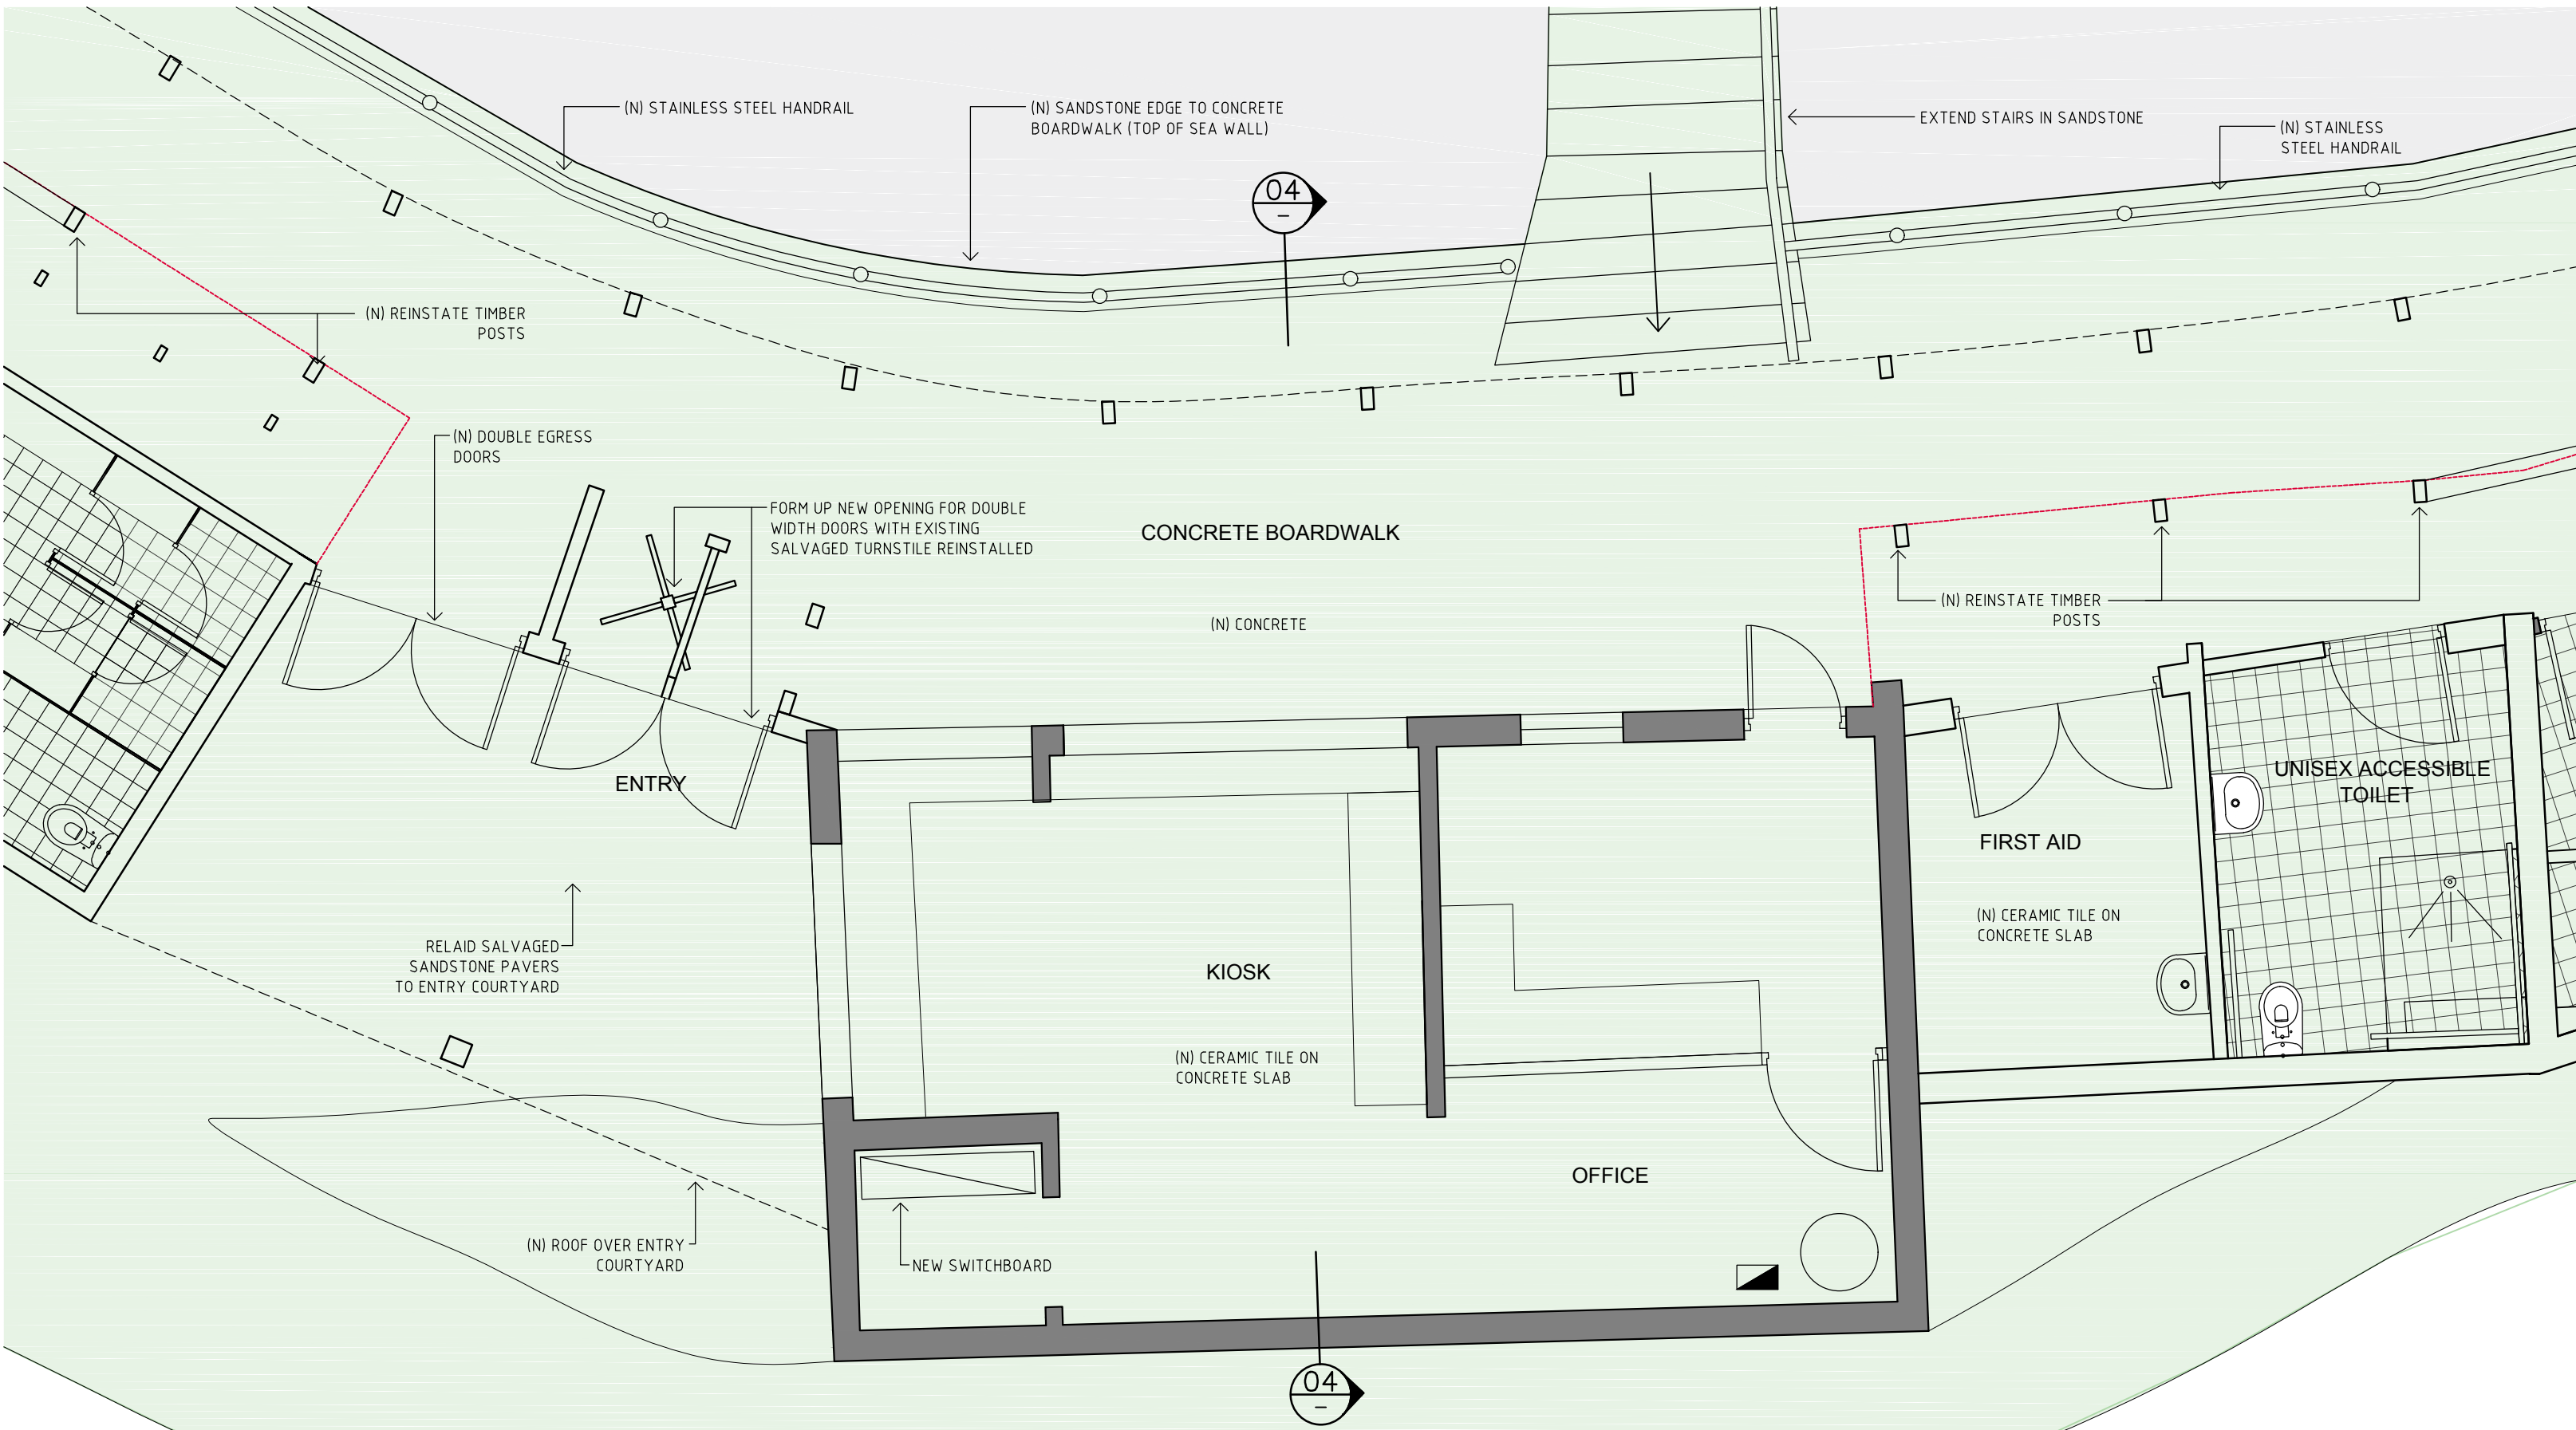 (N) STAINLESS STEEL HANDRAIL
(N) SANDSTONE EDGE TO CONCRETE
BOARDWALK (TOP OF SEA WALL)
EXTEND STAIRS IN SANDSTONE
(N) STAINLESS
STEEL HANDRAIL
04
–
(N) REINSTATE TIMBER
POSTS
(N) DOUBLE EGRESS
DOORS
FORM UP NEW OPENING FOR DOUBLE
WIDTH DOORS WITH EXISTING
SALVAGED TURNSTILE REINSTALLED
CONCRETE BOARDWALK
(N) CONCRETE
(N) REINSTATE TIMBER
POSTS
ENTRY
UNISEX ACCESSIBLE
TOILET
FIRST AID
(N) CERAMIC TILE ON
CONCRETE SLAB
RELAID SALVAGED
SANDSTONE PAVERS
TO ENTRY COURTYARD
KIOSK
(N) CERAMIC TILE ON
CONCRETE SLAB
OFFICE
(N) ROOF OVER ENTRY
COURTYARD
NEW SWITCHBOARD
04
–